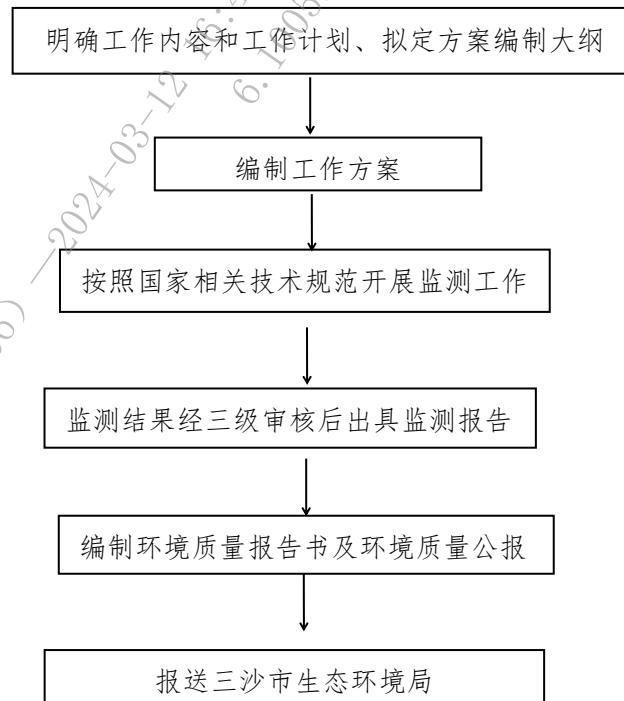 明确工作内容和工作计划、拟定方案编制大纲
编制工作方案
按照国家相关技术规范开展监测工作
监测结果经三级审核后出具监测报告
编制环境质量报告书及环境质量公报
报送三沙市生态环境局
—2024-03-12 16: